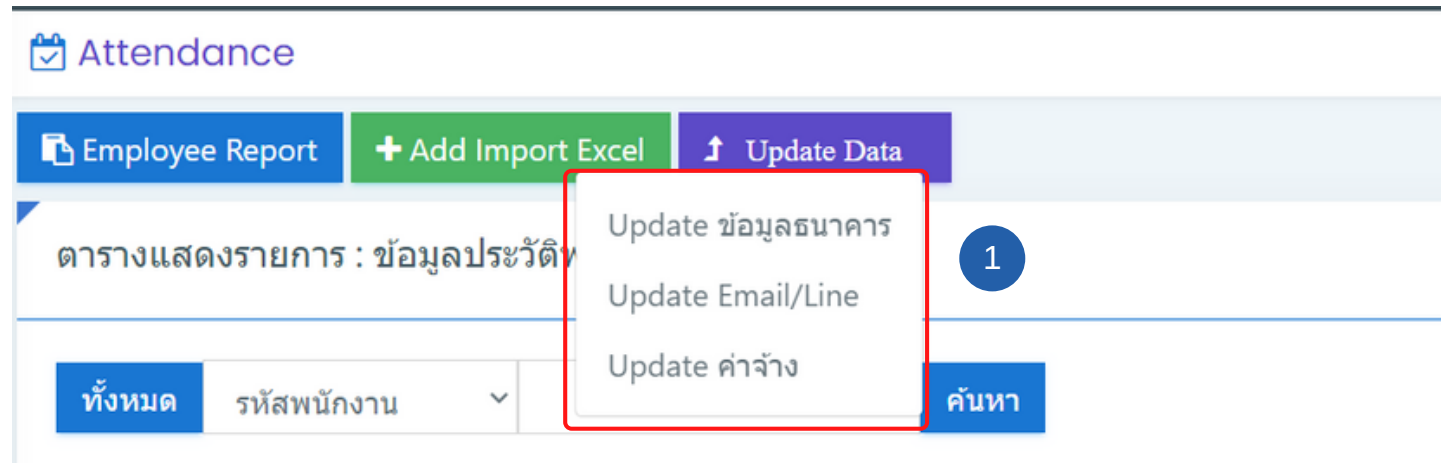 Attendance
Employee Report
Add Import Excel
Update Data
Update ข้อมูลธนาคาร
Update Email/Line
Update ค่าจ้าง
ตารางแสดงรายการ : ข้อมูลประวัติ
1
ทั้งหมด รหัสพนักงาน ค้นหา